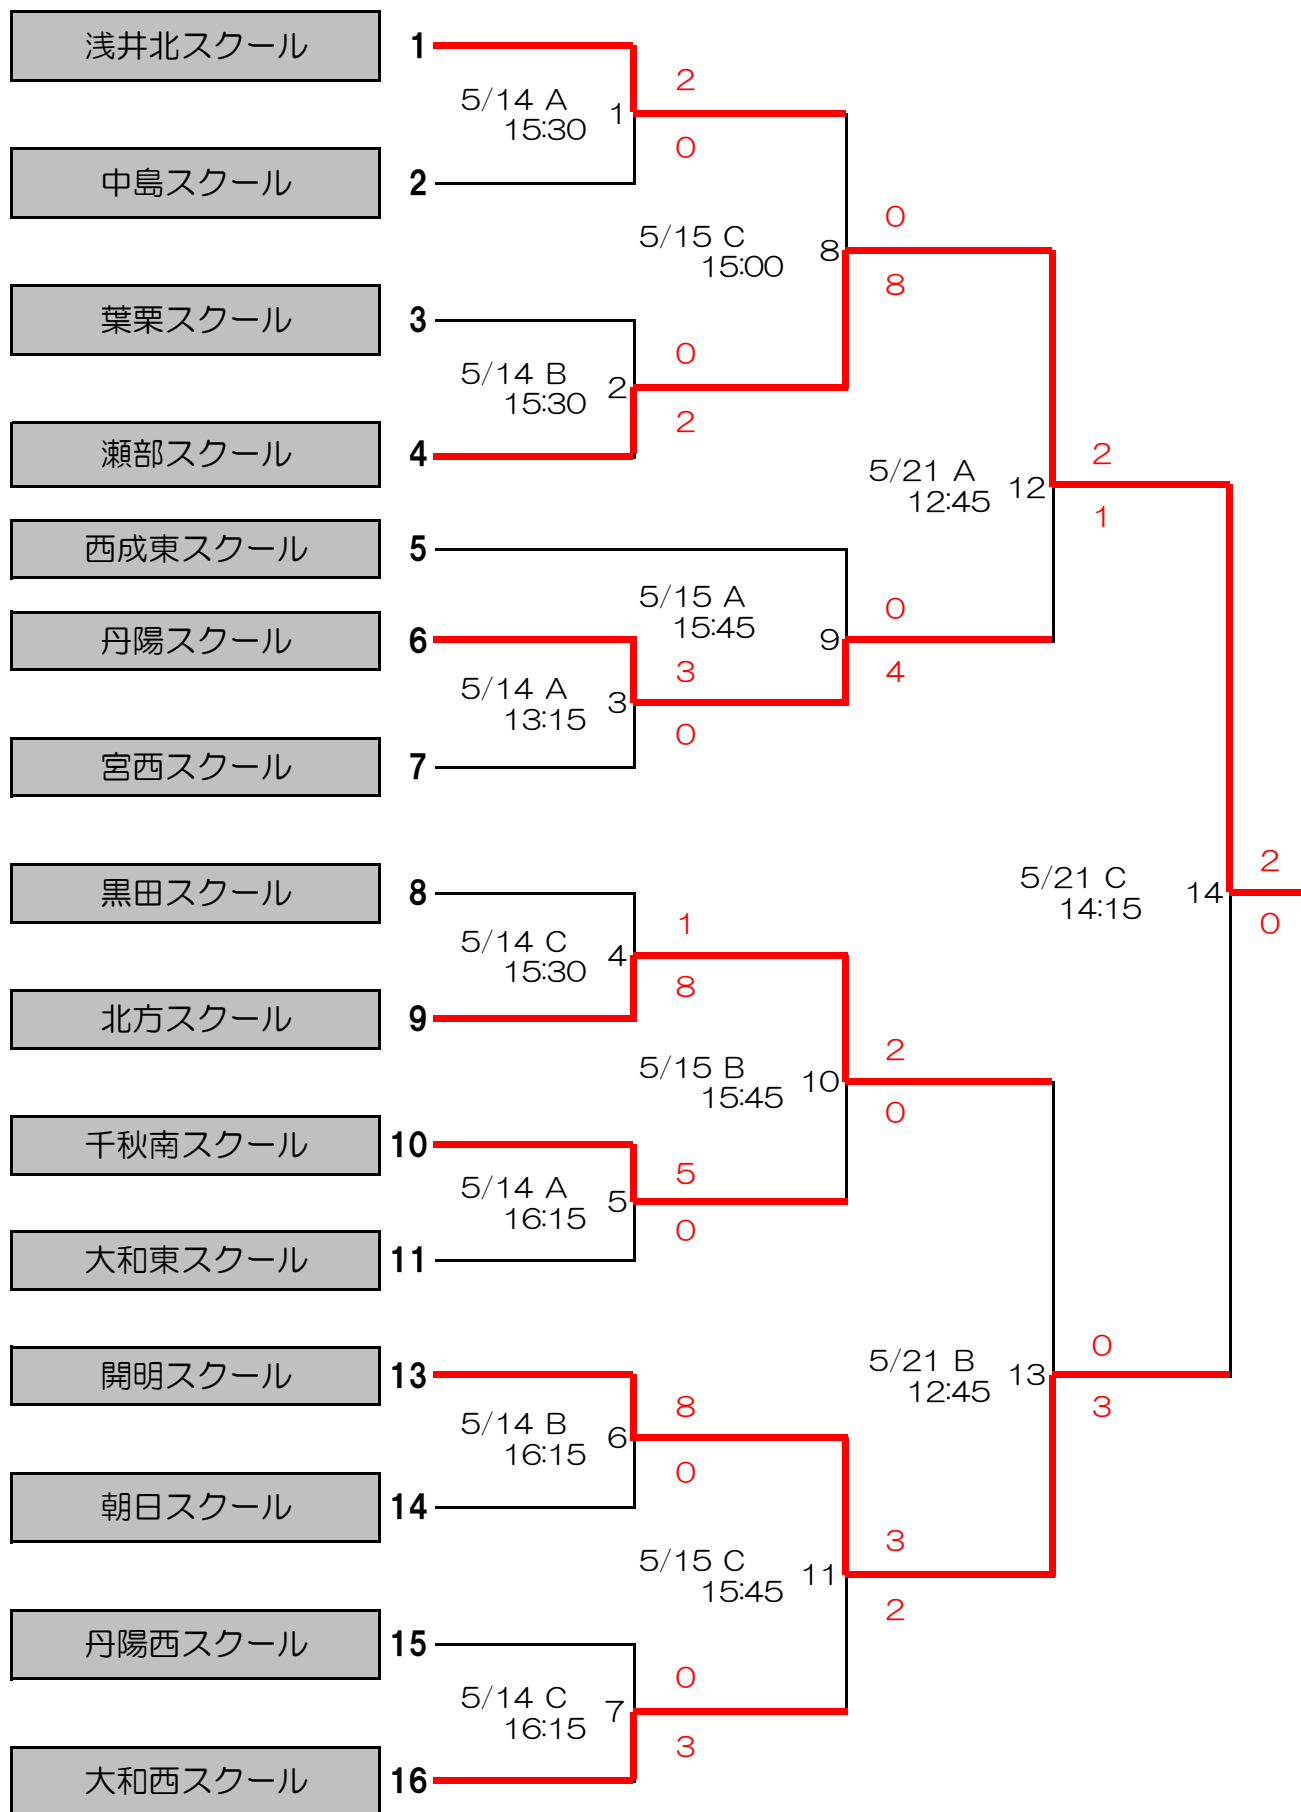 浅井北スクール 1
2
5/14 A
15:30
1
0
中島スクール 2
0
5/15 C
15:00
8
8
葉栗スクール 3
0
5/14 B
15:30
2
2
瀬部スクール 4
2
5/21 A
12:45
12
1
西成東スクール 5
5/15 A
15:45
9
0
丹陽スクール 6
3
4
5/14 A
13:15
3
0
宮西スクール 7
2
5/21 C
14:15
14
0
黒田スクール 8
1
5/14 C
15:30
4
8
北方スクール 9
2
5/15 B
15:45
10
0
千秋南スクール 10
5
5/14 A
16:15
5
0
大和東スクール 11
0
5/21 B
12:45
13
3
開明スクール 13
8
5/14 B
16:15
6
0
朝日スクール 14
3
5/15 C
15:45
11
2
丹陽西スクール 15
0
5/14 C
16:15
7
3
大和西スクール 16